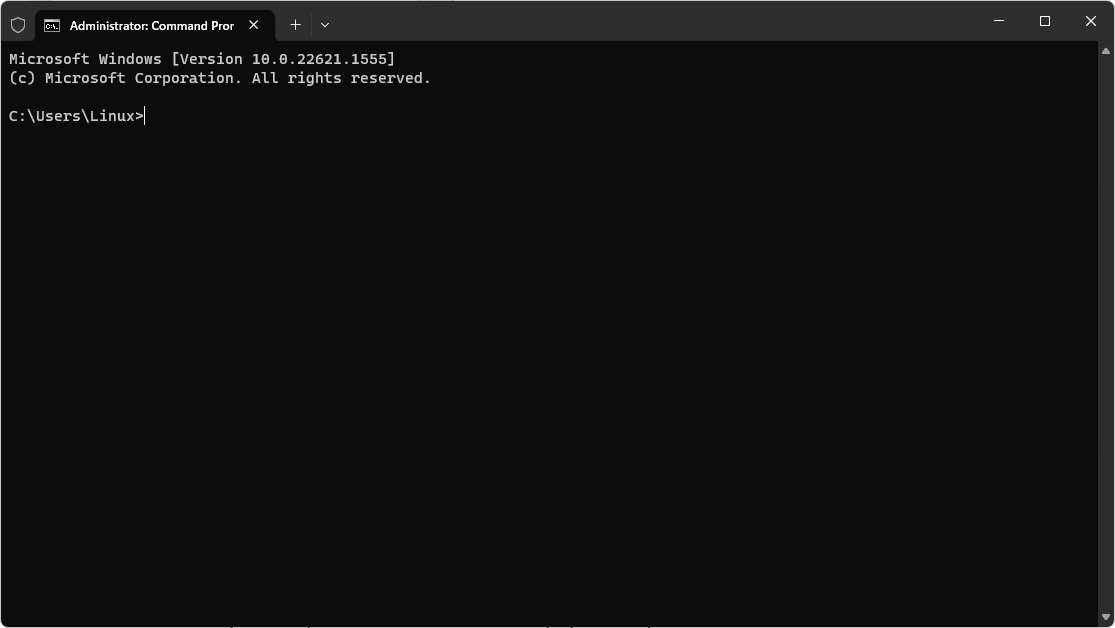 Administrator: Command Pror
Microsoft Windows [Version 10.0.22621.1555]
(c) Microsoft Corporation. All rights reserved.
C:\Users\Linux>